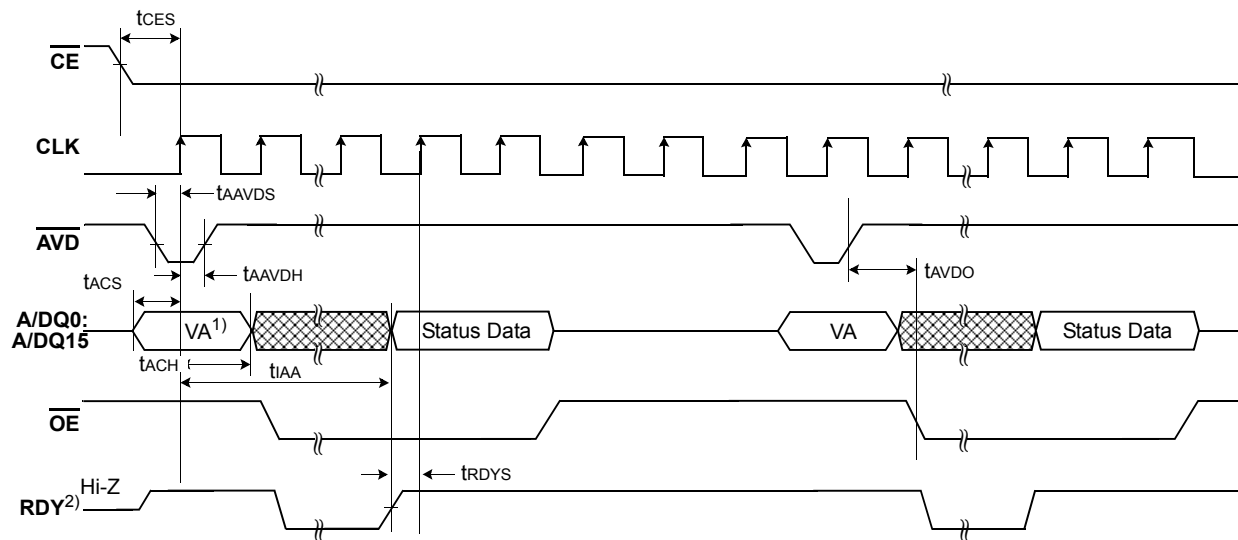 tCES
CE
CLK
tAAVDS
AVD
tAAVDH
tACS
tAVDO
A/DQ0:
A/DQ15
VA1)
Status Data
VA
Status Data
tACH
tIAA
OE
tRDYS
Hi-Z
RDY2)